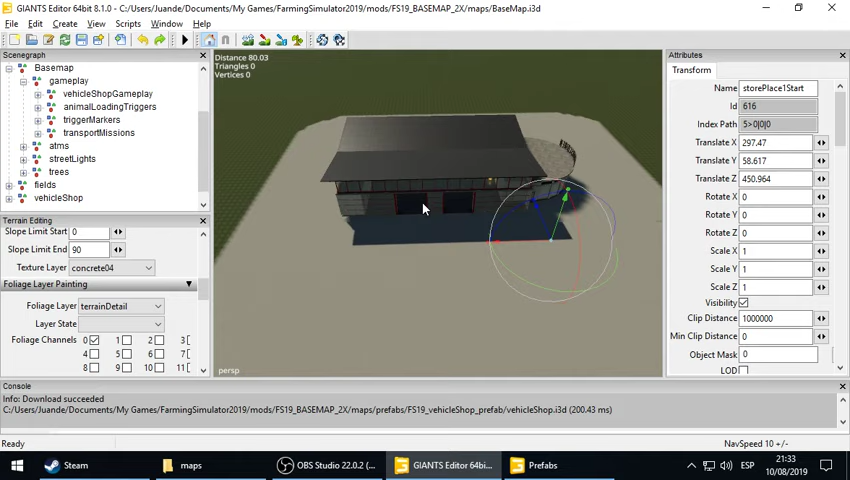 GIANTS Editor 64bit 8.1.0 - C:/Users/Juande/Documents/My Games/FarmingSimulator2019/mods/FS19_BASEMAP_2X/maps/BaseMap.i3d
File Edit Create View Scripts Window Help
Scenegraph
Basemap
gameplay
vehicleShopGameplay
animalLoadingTriggers
triggerMarkers
transportMissions
atms
streetLights
trees
fields
vehicleShop
Terrain Editing
Slope Limit Start 0
Slope Limit End 90
Texture Layer concrete04
Foliage Layer Painting
Foliage Layer terrainDetail
Layer State
Foliage Channels 0 1 2 3
4 5 6 7
8 9 10 11
Distance 80.03
Triangles 0
Vertices 0
persp
Attributes
Transform
Name storePlace1Start
Id 616
Index Path 5>0|0|0
Translate X 297.47
Translate Y 58.617
Translate Z 450.964
Rotate X 0
Rotate Y 0
Rotate Z 0
Scale X 1
Scale Y 1
Scale Z 1
Visibility
Clip Distance 1000000
Min Clip Distance 0
Object Mask 0
LOD
Console
Info: Download succeeded
C:/Users/Juande/Documents/My Games/FarmingSimulator2019/mods/FS19_BASEMAP_2X/maps/prefabs/FS19_vehicleShop_prefab/vehicleShop.i3d (200.43 ms)
Ready
NavSpeed 10 +/-
Steam
maps
OBS Studio 22.0.2 (...
GIANTS Editor 64bit...
Prefabs
ESP
21:33
10/08/2019